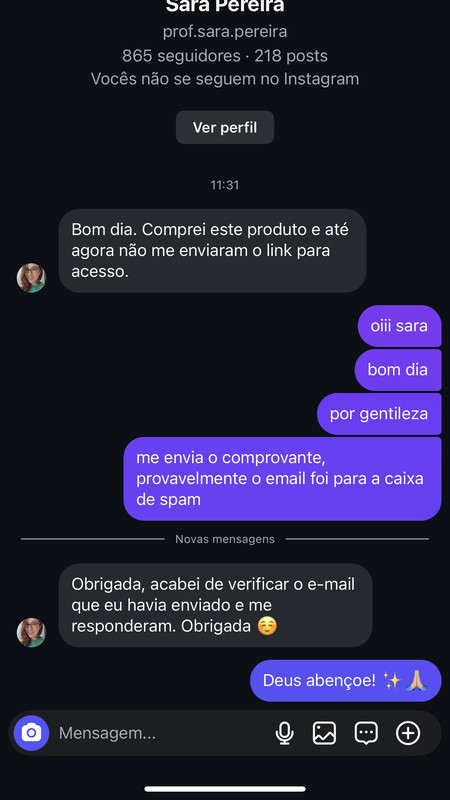 Sara Pereira
prof.sara.pereira
865 seguidores · 218 posts
Vocês não se seguem no Instagram
Ver perfil
11:31
Bom dia. Comprei este produto e até
agora não me enviaram o link para
acesso.
oiii sara
bom dia
por gentileza
me envia o comprovante,
provavelmente o email foi para a caixa
de spam
Novas mensagens
Obrigada, acabei de verificar o e-mail
que eu havia enviado e me
responderam. Obrigada ☺️
Deus abençoe! ✨🙏🏼
Mensagem...